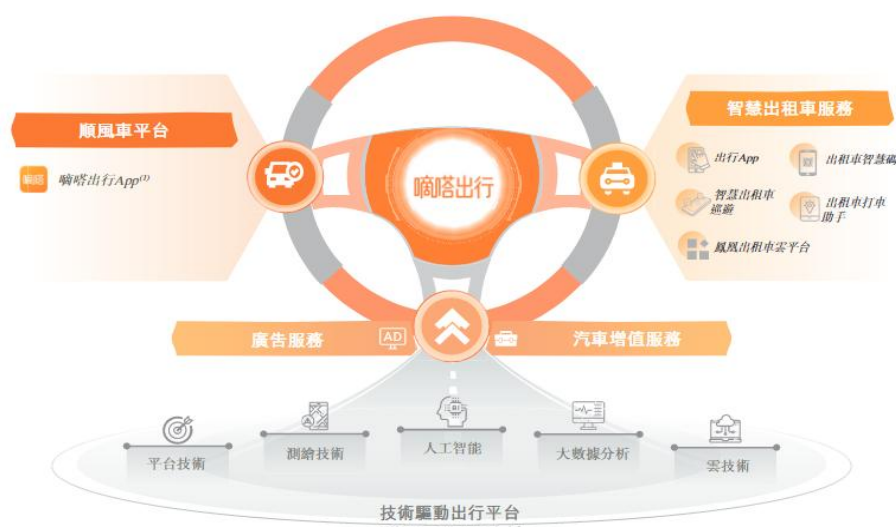 順風車平台
嘀嗒
嘀嗒出行App⁽¹⁾
嘀嗒出行
智慧出租車服務
出行App
出租車智慧碼
智慧出租車
巡遊
出租車打車
助手
鳳凰出租車雲平台
廣告服務
AD
汽車增值服務
平台技術
測繪技術
人工智能
大數據分析
雲技術
技術驅動出行平台